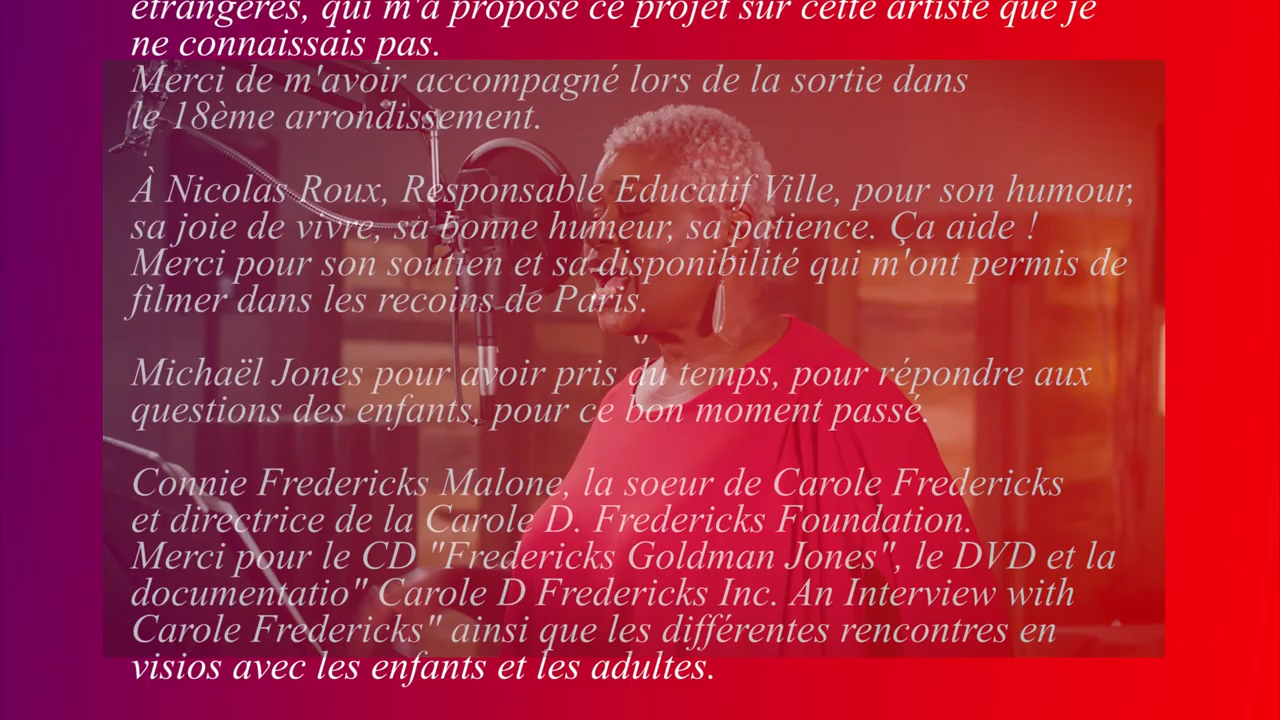 étrangères, qui m'a proposé ce projet sur cette artiste que je
ne connaissais pas.
Merci de m'avoir accompagné lors de la sortie dans
le 18ème arrondissement.
À Nicolas Roux, Responsable Educatif Ville, pour son humour,
sa joie de vivre, sa bonne humeur, sa patience. Ça aide !
Merci pour son soutien et sa disponibilité qui m'ont permis de
filmer dans les recoins de Paris.
Michaël Jones pour avoir pris du temps, pour répondre aux
questions des enfants, pour ce bon moment passé.
Connie Fredericks Malone, la soeur de Carole Fredericks
et directrice de la Carole D. Fredericks Foundation.
Merci pour le CD "Fredericks Goldman Jones", le DVD et la
documentatio" Carole D Fredericks Inc. An Interview with
Carole Fredericks" ainsi que les différentes rencontres en
visios avec les enfants et les adultes.